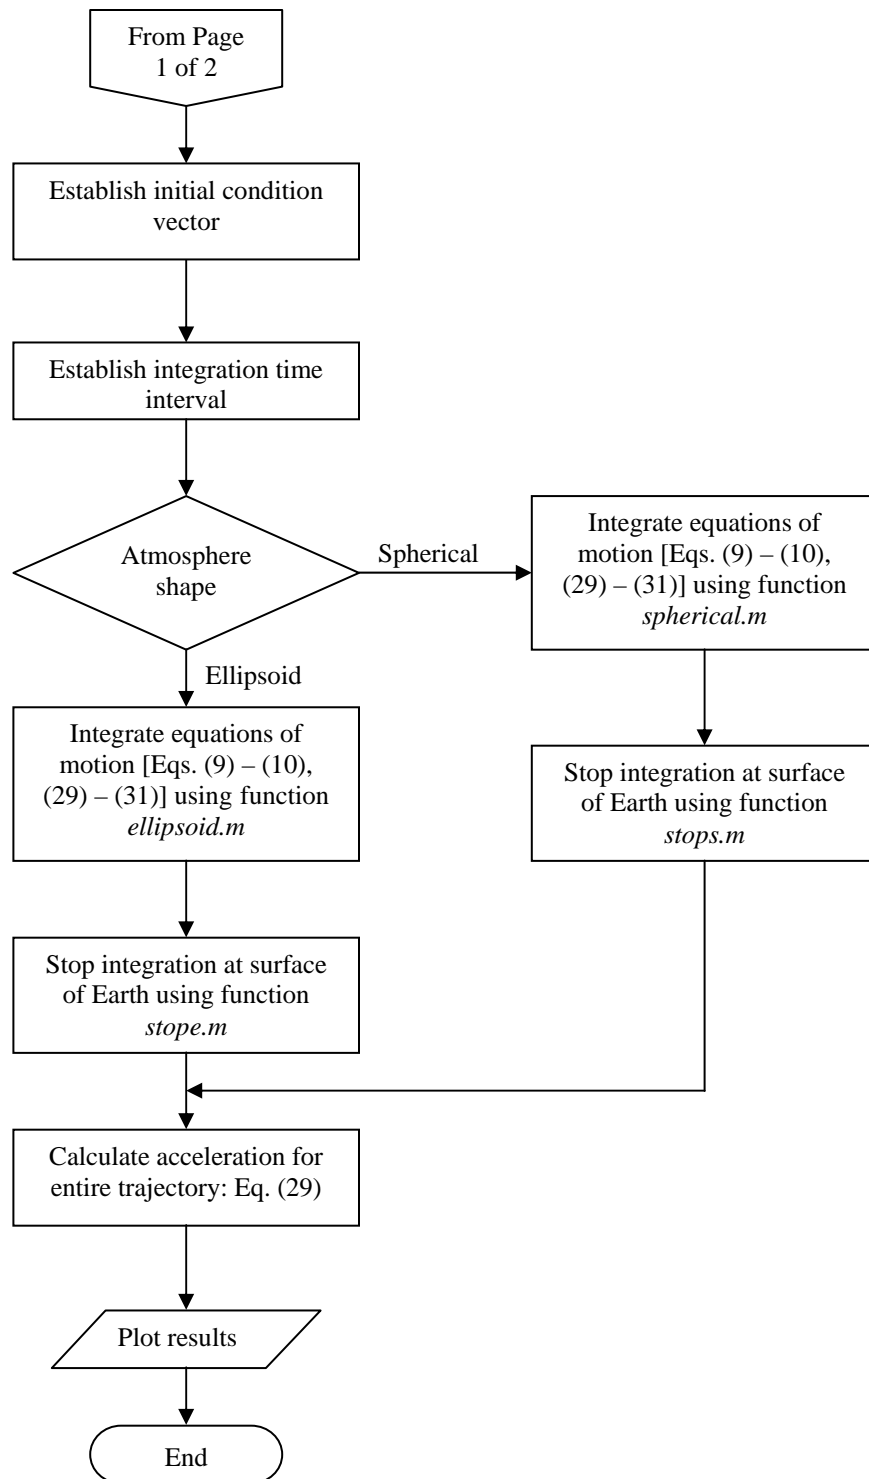 From Page
1 of 2
Establish initial condition
vector
Establish integration time
interval
Atmosphere
shape
Spherical
Integrate equations of
motion [Eqs. (9) – (10),
(29) – (31)] using function
spherical.m
Ellipsoid
Integrate equations of
motion [Eqs. (9) – (10),
(29) – (31)] using function
ellipsoid.m
Stop integration at surface
of Earth using function
stops.m
Stop integration at surface
of Earth using function
stope.m
Calculate acceleration for
entire trajectory: Eq. (29)
Plot results
End